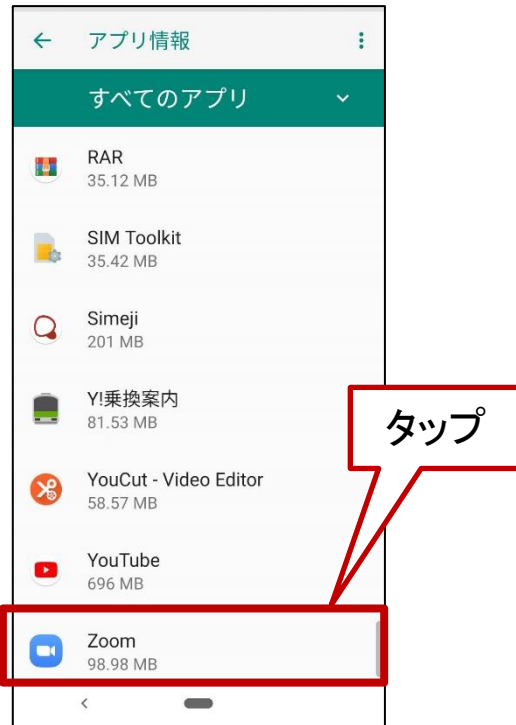 アプリ情報
すべてのアプリ
RAR
35.12 MB
SIM Toolkit
35.42 MB
Simeji
201 MB
Y!乗換案内
81.53 MB
タップ
YouCut - Video Editor
58.57 MB
YouTube
696 MB
Zoom
98.98 MB